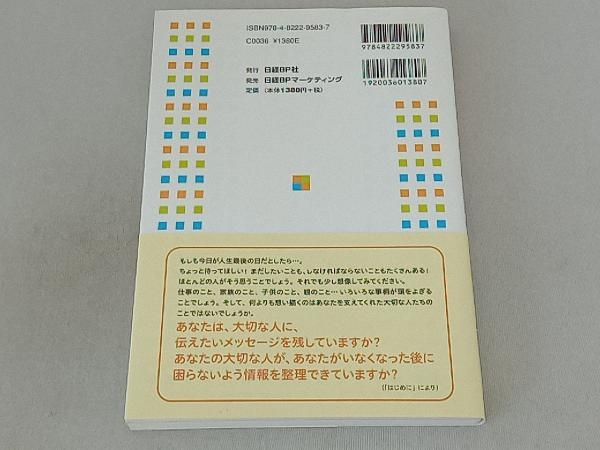 ISBN978-4-8222-9583-7
C0036 ¥1380E
9784822295837
発行 日経BP社
発売 日経BPマーケティング
定価 (本体1380円+税)
1920036013807
もしも今日が人生最後の日だとしたら…。
ちょっと待ってほしい！まだしたいことも、しなければならないこともたくさんある！
ほとんどの人がそう思うことでしょう。それでも少し想像してみてください。
仕事のこと、家族のこと、子供のこと、親のこと…いろいろな事柄が頭をよぎる
ことでしょう。そして、何よりも思い描くのはあなたを支えてくれた大切な人たちの
ことではないでしょうか。
あなたは、大切な人に、
伝えたいメッセージを残していますか？
あなたの大切な人が、あなたがいなくなった後に
困らないよう情報を整理できていますか？
(「はじめに」より)